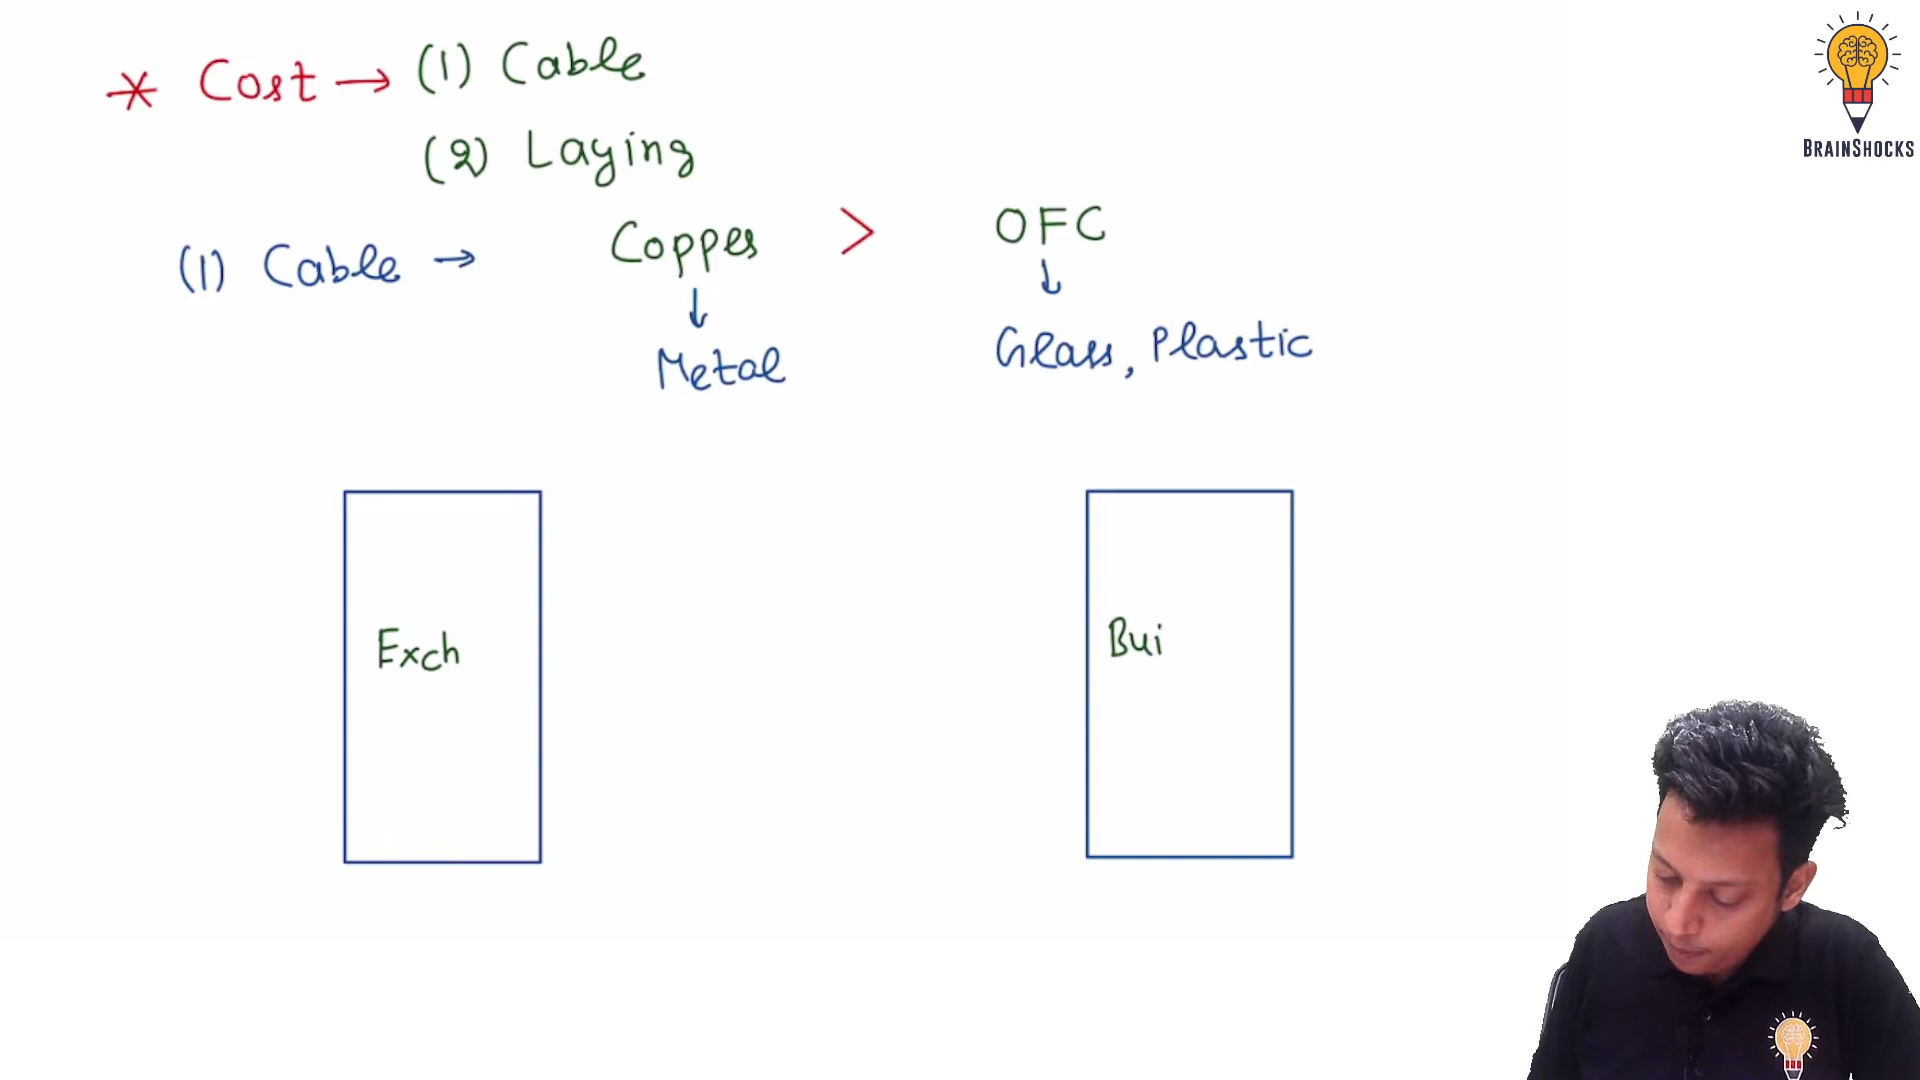 * Cost → (1) Cable
(2) Laying
(1) Cable → Copper > OFC
↓ ↓
Metal Glass, Plastic
Exch Bui
BRAINSHOCKS